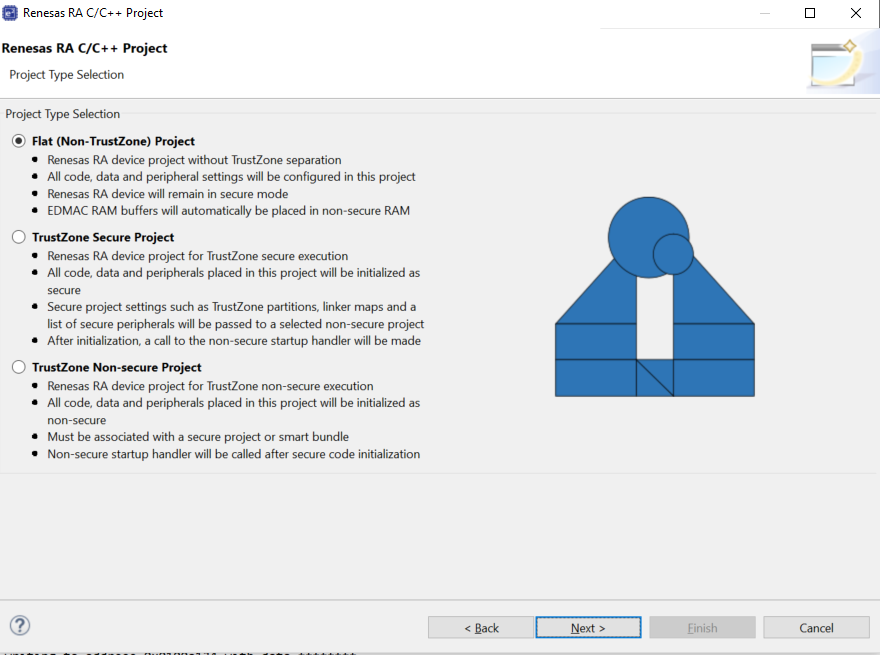 Renesas RA C/C++ Project
Renesas RA C/C++ Project
Project Type Selection
Project Type Selection
Flat (Non-TrustZone) Project
Renesas RA device project without TrustZone separation
All code, data and peripheral settings will be configured in this project
Renesas RA device will remain in secure mode
EDMAC RAM buffers will automatically be placed in non-secure RAM
TrustZone Secure Project
Renesas RA device project for TrustZone secure execution
All code, data and peripherals placed in this project will be initialized as
secure
Secure project settings such as TrustZone partitions, linker maps and a
list of secure peripherals will be passed to a selected non-secure project
After initialization, a call to the non-secure startup handler will be made
TrustZone Non-secure Project
Renesas RA device project for TrustZone non-secure execution
All code, data and peripherals placed in this project will be initialized as
non-secure
Must be associated with a secure project or smart bundle
Non-secure startup handler will be called after secure code initialization
?
< Back
Next >
Finish
Cancel